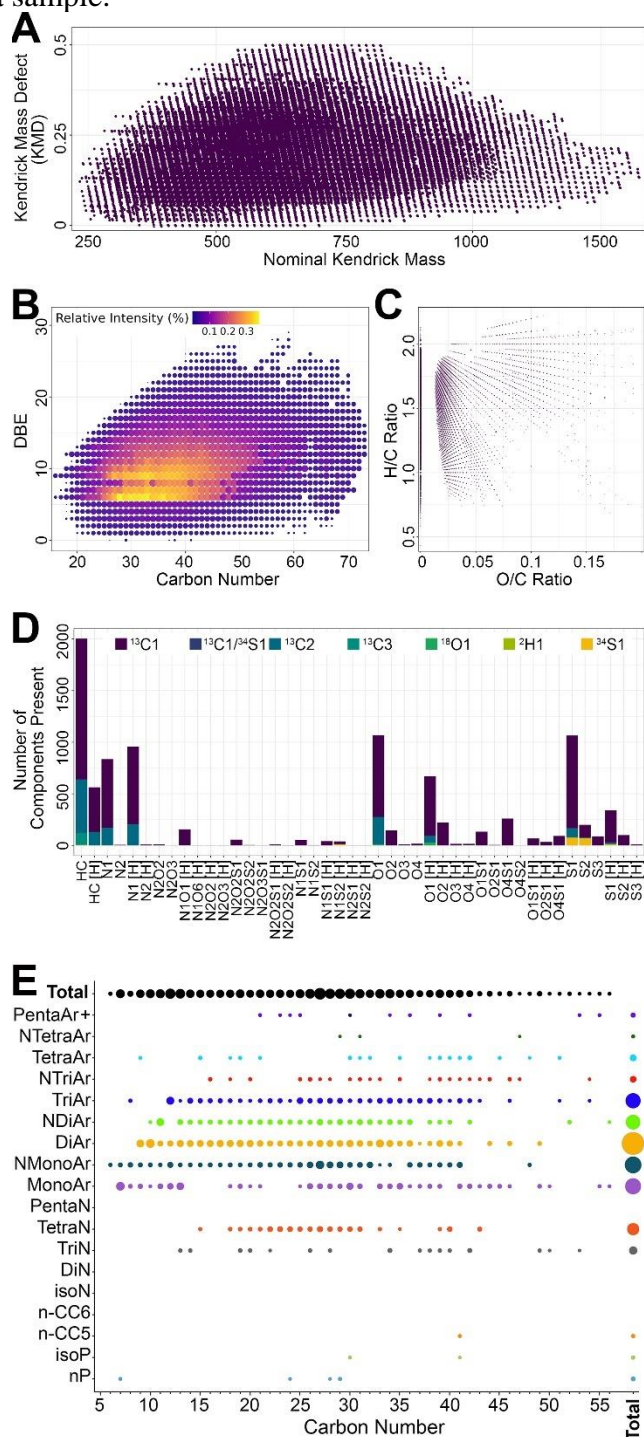 a sample.
A
Kendrick Mass Defect
(KMD)
0.5
0.25
0
250
500
750
1000
1500
Nominal Kendrick Mass
B
Relative Intensity (%)
0.1 0.2 0.3
DBE
30
20
10
0
20 30 40 50 60 70
Carbon Number
C
H/C Ratio
2.0
1.5
1.0
0.5
0 0.05 0.1 0.15
O/C Ratio
D
¹³C1 ¹³C1/³⁴S1 ¹³C2 ¹³C3 ¹⁸O1 ²H1 ³⁴S1
Number of
Components Present
2000
1000
500
0
HC
HC [H]
N1
N2
N2O2
N2O3
N1 [H]
N2 [H]
N1O1 [H]
N1O6 [H]
N2O2 [H]
N2O3 [H]
N2O2S1
N2O2S2
N2O3S1
N2O2S1 [H]
N2O2S2 [H]
N1S1
N1S2
N1S1 [H]
N1S2 [H]
N2S1 [H]
N2S2 [H]
O1
O2
O3
O4
O1 [H]
O2 [H]
O3 [H]
O4 [H]
O1S1
O2S1
O4S1
O4S2
O1S1 [H]
O2S1 [H]
O4S1 [H]
S1
S2
S3
S1 [H]
S2 [H]
S3 [H]
E
Total
PentaAr+
NTetraAr
TetraAr
NTriAr
TriAr
NDiAr
DiAr
NMonoAr
MonoAr
PentaN
TetraN
TriN
DiN
isoN
n-CC6
n-CC5
isoP
nP
5 10 15 20 25 30 35 40 45 50 55
Total
Carbon Number